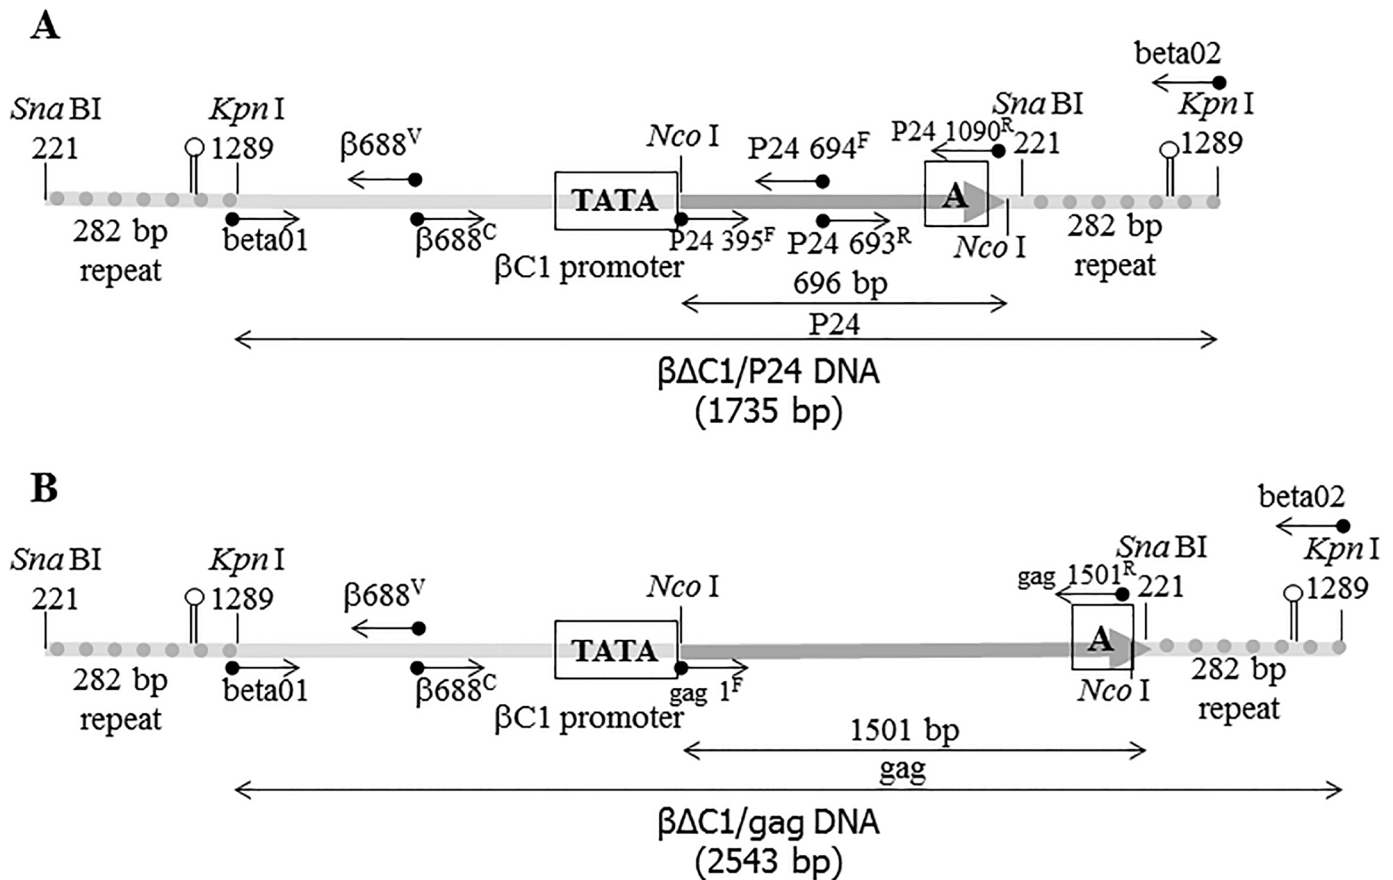 A
beta02
SnaBI
KpnI
SnaBI
KpnI
221
1289
β688V
NcoI
P24 694F
P24 1090R
221
1289
TATA
A
282 bp
repeat
beta01
β688C
βC1 promoter
P24 395F
P24 693R
NcoI
282 bp
repeat
696 bp
P24
βΔC1/P24 DNA
(1735 bp)
B
beta02
SnaBI
KpnI
SnaBI
KpnI
221
1289
β688V
NcoI
gag 1501R
221
1289
TATA
A
282 bp
repeat
beta01
β688C
βC1 promoter
gag 1F
NcoI
282 bp
repeat
1501 bp
gag
βΔC1/gag DNA
(2543 bp)